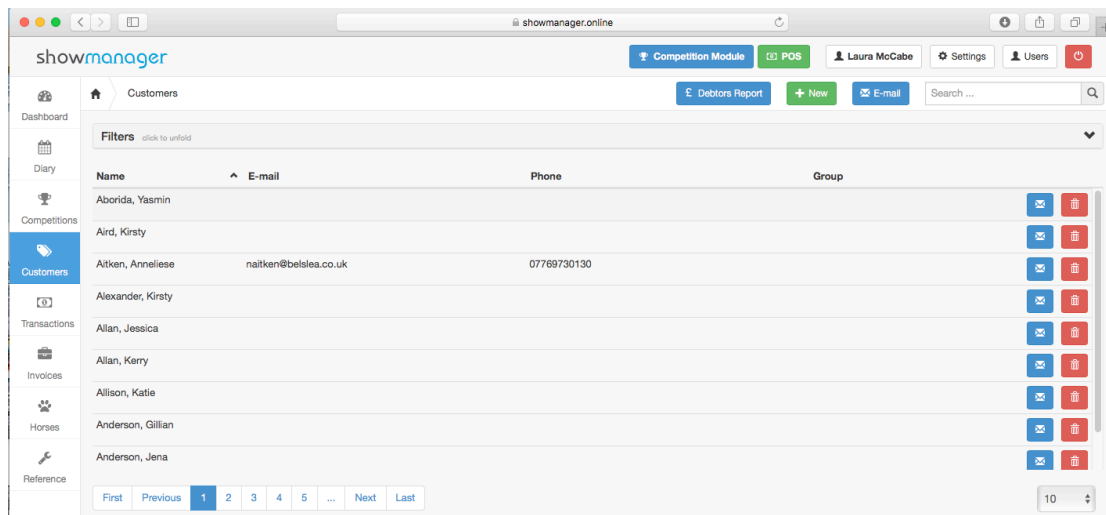 showmanager.online
showmanager
Competition Module POS Laura McCabe Settings Users
Dashboard
Customers £ Debtors Report + New E-mail Search ...
Filters click to unfold
Diary
Name E-mail Phone Group
Aborida, Yasmin
Competitions
Aird, Kirsty
Customers
Aitken, Anneliese naitken@belslea.co.uk 07769730130
Alexander, Kirsty
Transactions
Allan, Jessica
Allan, Kerry
Invoices
Allison, Katie
Horses
Anderson, Gillian
Anderson, Jena
Reference
First Previous 1 2 3 4 5 ... Next Last 10